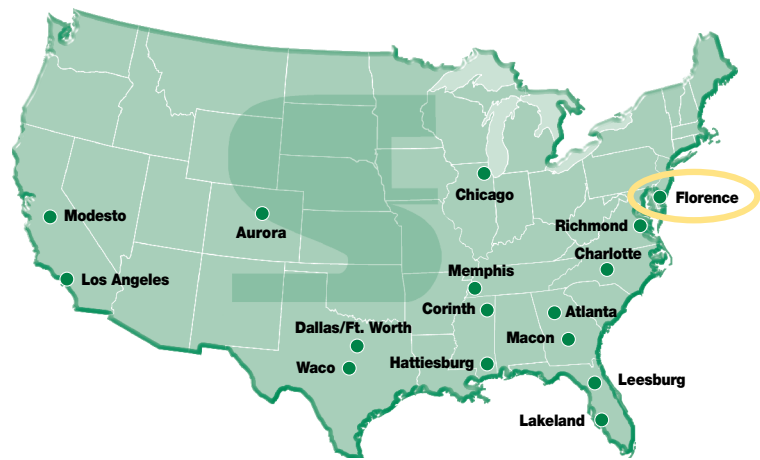 Chicago
Florence
Modesto
Aurora
Richmond
Charlotte
Los Angeles
Memphis
Corinth
Atlanta
Dallas/Ft. Worth
Macon
Waco
Hattiesburg
Leesburg
Lakeland